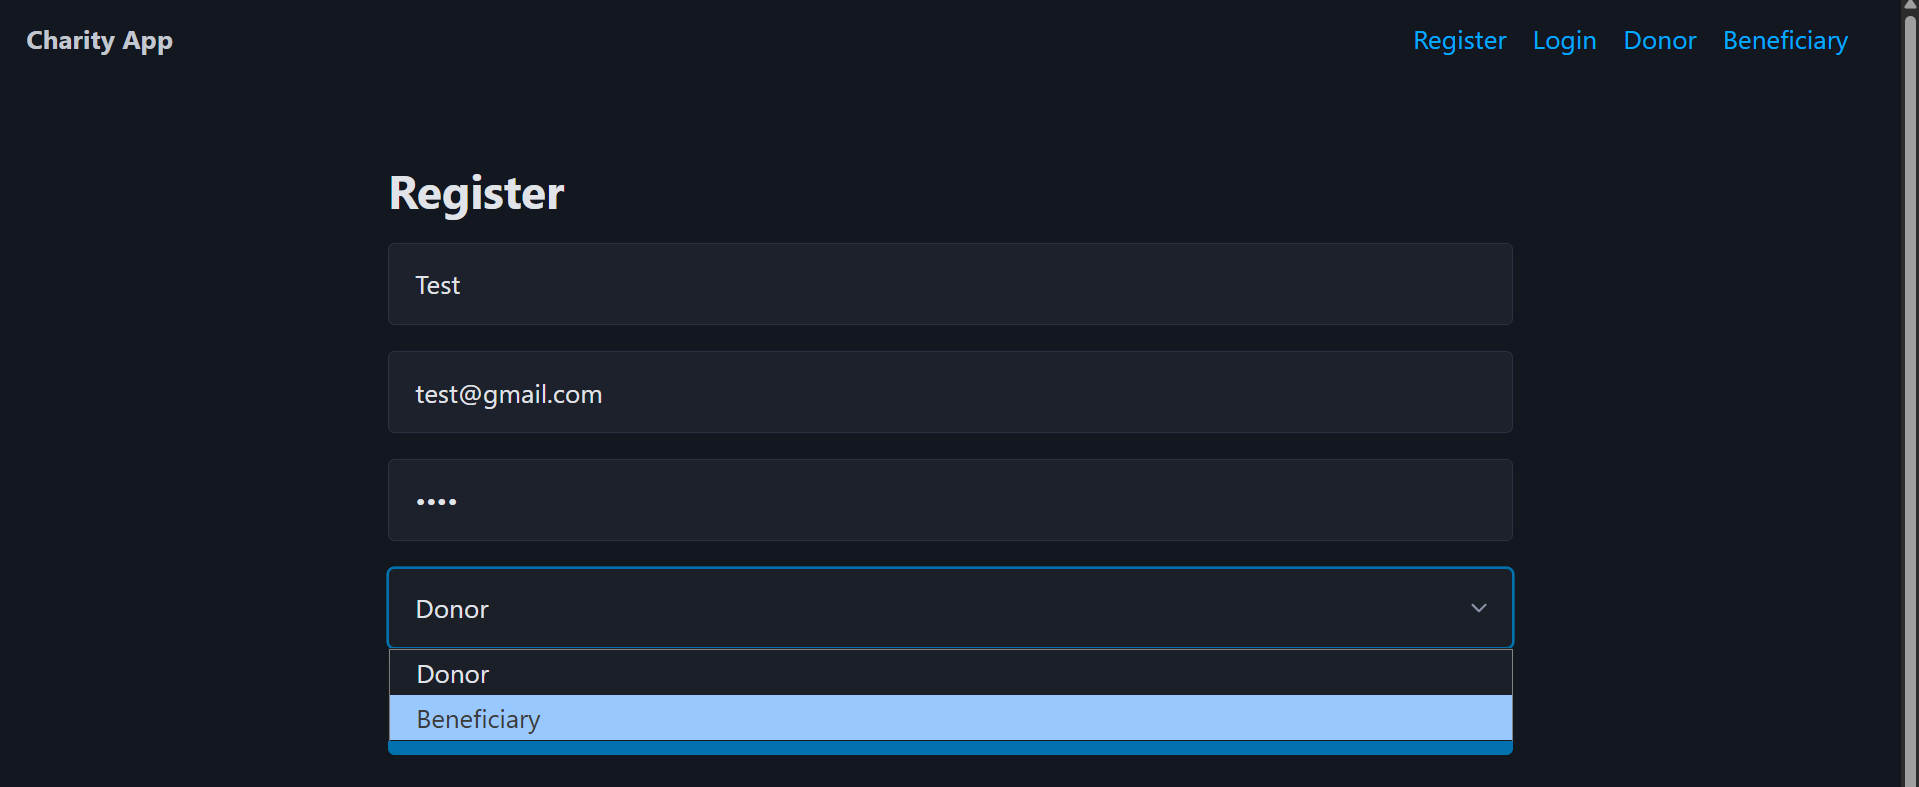 Charity App
Register Login Donor Beneficiary
Register
Test
test@gmail.com
••••
Donor
Donor
Beneficiary